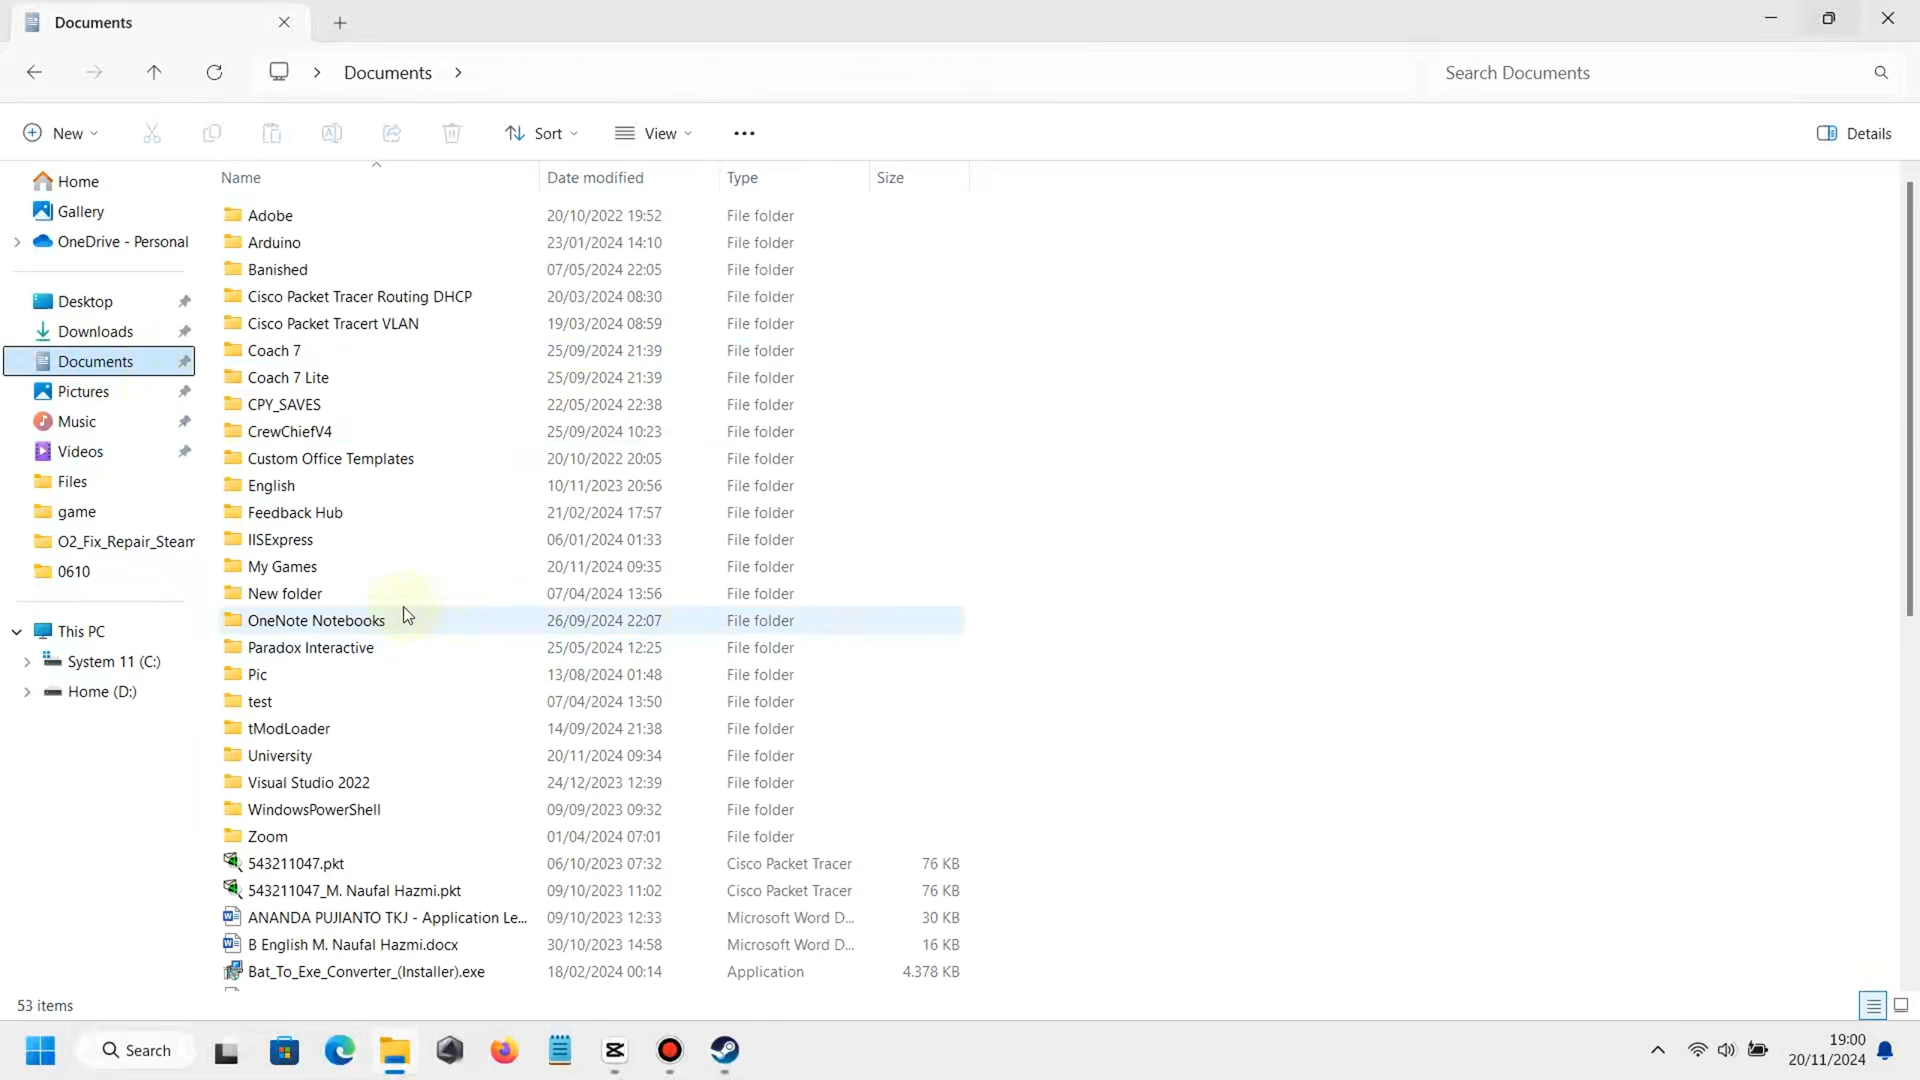 Documents
Documents
Search Documents
New
Sort
View
Details
Name Date modified Type Size
Home
Gallery
OneDrive - Personal
Desktop
Downloads
Documents
Pictures
Music
Videos
Files
game
O2_Fix_Repair_Steam
0610
This PC
System 11 (C:)
Home (D:)
Adobe 20/10/2022 19:52 File folder
Arduino 23/01/2024 14:10 File folder
Banished 07/05/2024 22:05 File folder
Cisco Packet Tracer Routing DHCP 20/03/2024 08:30 File folder
Cisco Packet Tracert VLAN 19/03/2024 08:59 File folder
Coach 7 25/09/2024 21:39 File folder
Coach 7 Lite 25/09/2024 21:39 File folder
CPY_SAVES 22/05/2024 22:38 File folder
CrewChiefV4 25/09/2024 10:23 File folder
Custom Office Templates 20/10/2022 20:05 File folder
English 10/11/2023 20:56 File folder
Feedback Hub 21/02/2024 17:57 File folder
IISExpress 06/01/2024 01:33 File folder
My Games 20/11/2024 09:35 File folder
New folder 07/04/2024 13:56 File folder
OneNote Notebooks 26/09/2024 22:07 File folder
Paradox Interactive 25/05/2024 12:25 File folder
Pic 13/08/2024 01:48 File folder
test 07/04/2024 13:50 File folder
tModLoader 14/09/2024 21:38 File folder
University 20/11/2024 09:34 File folder
Visual Studio 2022 24/12/2023 12:39 File folder
WindowsPowerShell 09/09/2023 09:32 File folder
Zoom 01/04/2024 07:01 File folder
543211047.pkt 06/10/2023 07:32 Cisco Packet Tracer 76 KB
543211047_M. Naufal Hazmi.pkt 09/10/2023 11:02 Cisco Packet Tracer 76 KB
ANANDA PUJIANTO TKJ - Application Le... 09/10/2023 12:33 Microsoft Word D... 30 KB
B English M. Naufal Hazmi.docx 30/10/2023 14:58 Microsoft Word D... 16 KB
Bat_To_Exe_Converter_(Installer).exe 18/02/2024 00:14 Application 4.378 KB
53 items
Search
19:00
20/11/2024